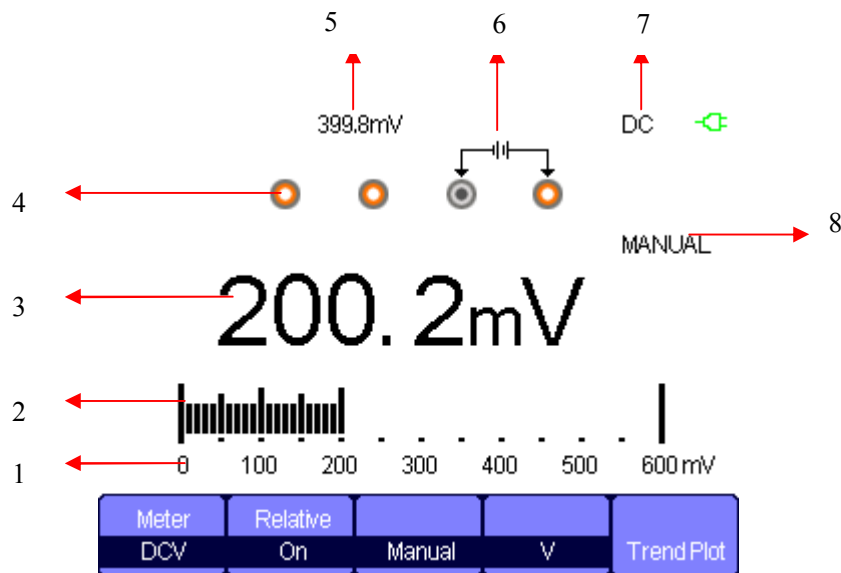 5 6 7
399.8mV DC
4
MANUAL 8
3 200.2mV
2
1 0 100 200 300 400 500 600 mV
Meter Relative
DCV On Manual V Trend Plot